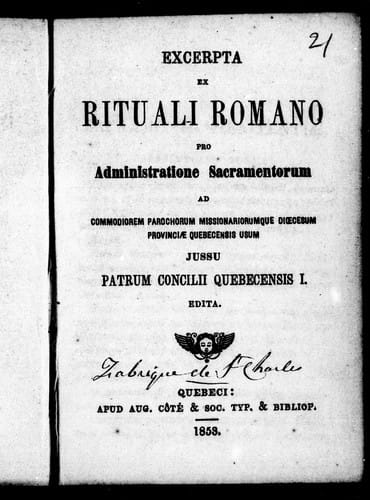 21
EXCERPTA
EX
RITUALI ROMANO
PRO
Administratione Sacramentorum
AD
COMMODIOREM PAROCHORUM MISSIONARIORUMQUE DIŒCESUM
PROVINCIÆ QUEBECENSIS USUM
JUSSU
PATRUM CONCILII QUEBECENSIS I.
EDITA.
Fabrique de St Charles
QUEBECI:
APUD AUG. CÔTÉ & SOC. TYP. & BIBLIOP.
1853.